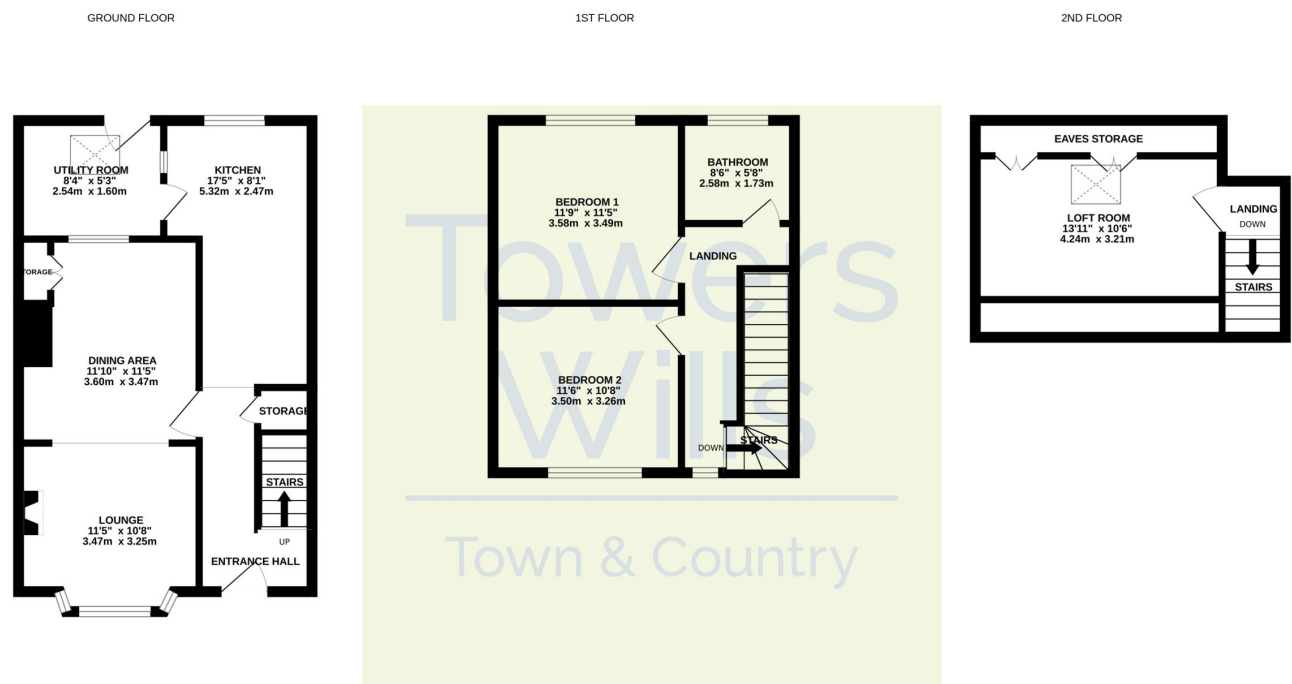 GROUND FLOOR
1ST FLOOR
2ND FLOOR
UTILITY ROOM
8'4" x 5'3"
2.54m x 1.60m
KITCHEN
17'5" x 8'1"
5.32m x 2.47m
TORAGE
DINING AREA
11'10" x 11'5"
3.60m x 3.47m
STORAGE
STAIRS
UP
LOUNGE
11'5" x 10'8"
3.47m x 3.25m
ENTRANCE HALL
BEDROOM 1
11'9" x 11'5"
3.58m x 3.49m
BATHROOM
8'6" x 5'8"
2.58m x 1.73m
LANDING
BEDROOM 2
11'6" x 10'8"
3.50m x 3.26m
DOWN
STAIRS
Towers
Wills
Town & Country
EAVES STORAGE
LOFT ROOM
13'11" x 10'6"
4.24m x 3.21m
LANDING
DOWN
STAIRS